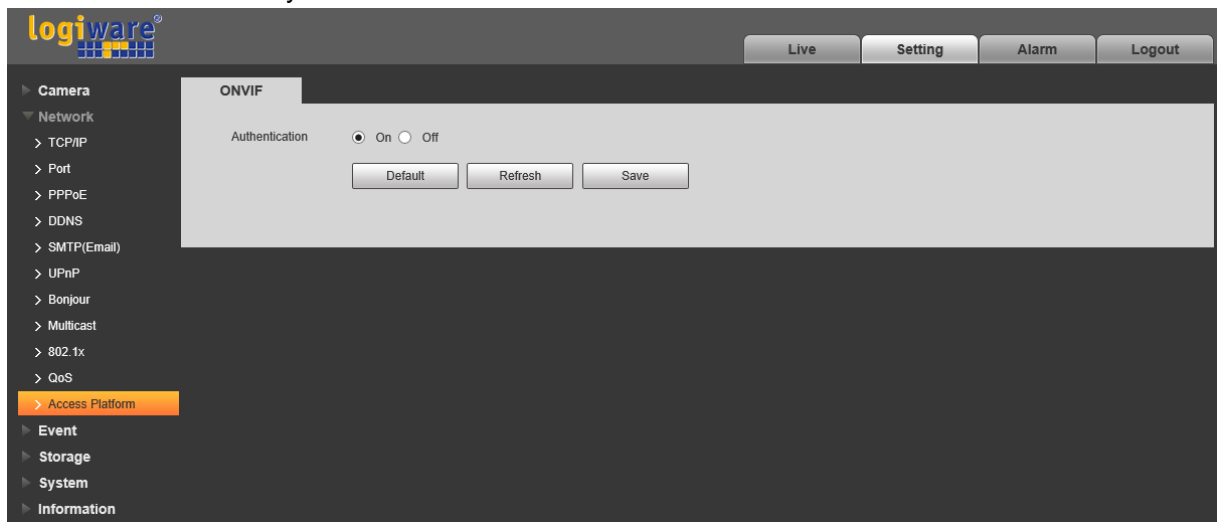 logiware®
Live Setting Alarm Logout
Camera
Network
> TCP/IP
> Port
> PPPoE
> DDNS
> SMTP(Email)
> UPnP
> Bonjour
> Multicast
> 802.1x
> QoS
> Access Platform
Event
Storage
System
Information
ONVIF
Authentication On Off
Default Refresh Save